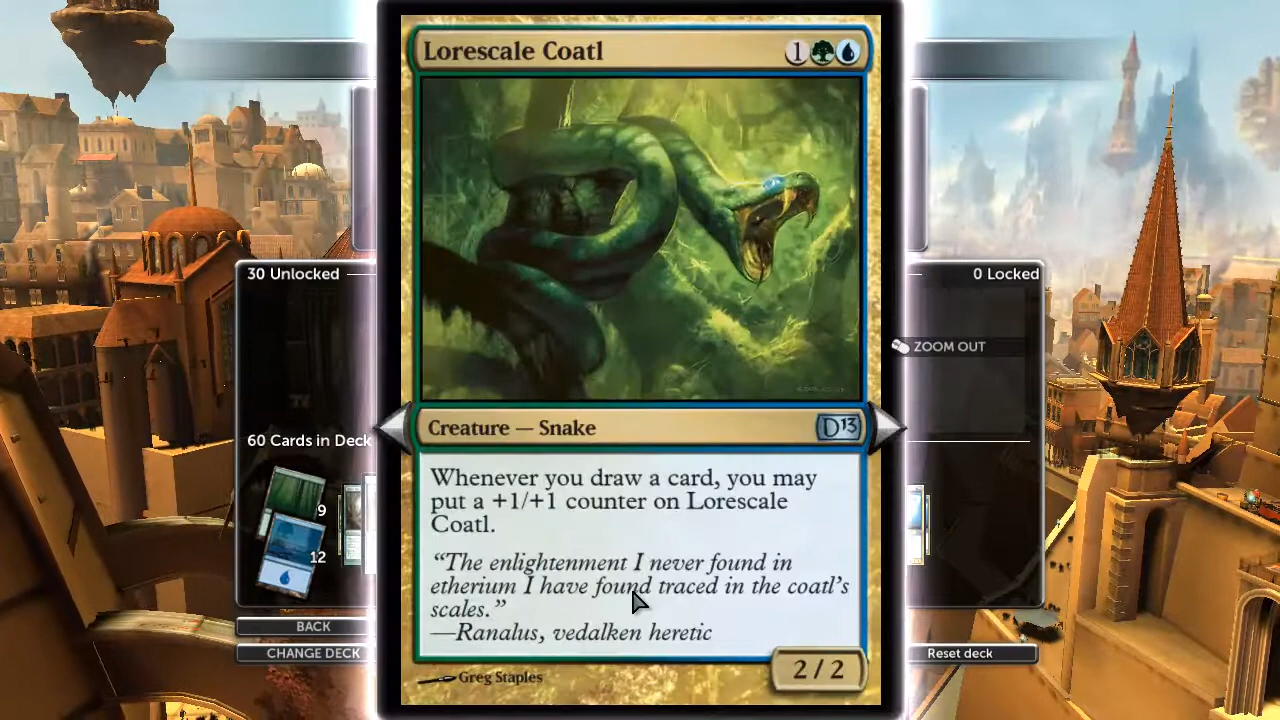 Lorescale Coatl
1
30 Unlocked
0 Locked
ZOOM OUT
Creature — Snake
D13
60 Cards in Deck
Whenever you draw a card, you may
put a +1/+1 counter on Lorescale
Coatl.
9
12
“The enlightenment I never found in
etherium I have found traced in the coatl’s
scales.”
—Ranalus, vedalken heretic
BACK
CHANGE DECK
Reset deck
2/2
Greg Staples